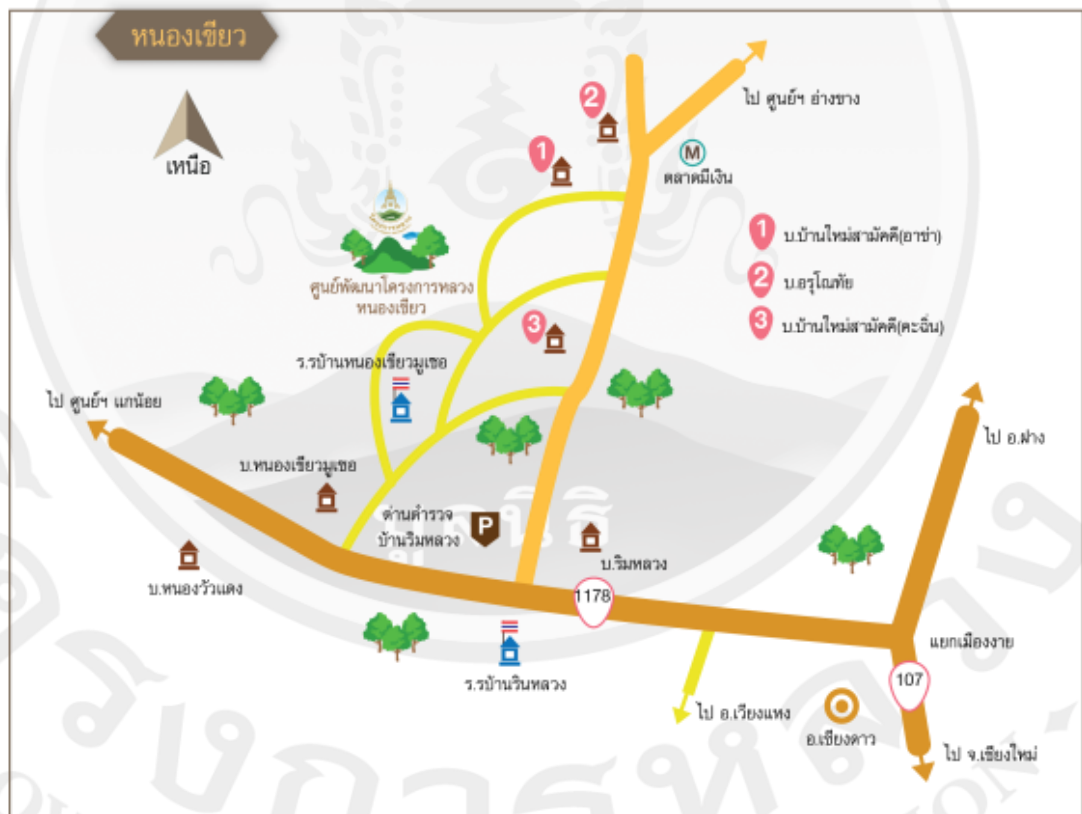 หนองเขียว
เหนือ
2
ไป ศูนย์ฯ อ่างขาง
1
M
ตลาดมีเงิน
1 บ.บ้านใหม่สามัคคี(อาข่า)
ศูนย์พัฒนาโครงการหลวง
หนองเขียว
2 บ.อรุโณทัย
3 บ.บ้านใหม่สามัคคี(คะฉิ่น)
3
ร.รบ้านหนองเขียวมูเซอ
ไป ศูนย์ฯ แกน้อย
ไป อ.ฝาง
บ.หนองเขียวมูเซอ
ด่านตำรวจ
บ้านริมหลวง
P
มูลนิธิ
บ.ริมหลวง
บ.หนองวัวแดง
1178
แยกเมืองงาย
ร.รบ้านรินหลวง
107
ไป อ.เวียงแหง
อ.เชียงดาว
ไป จ.เชียงใหม่